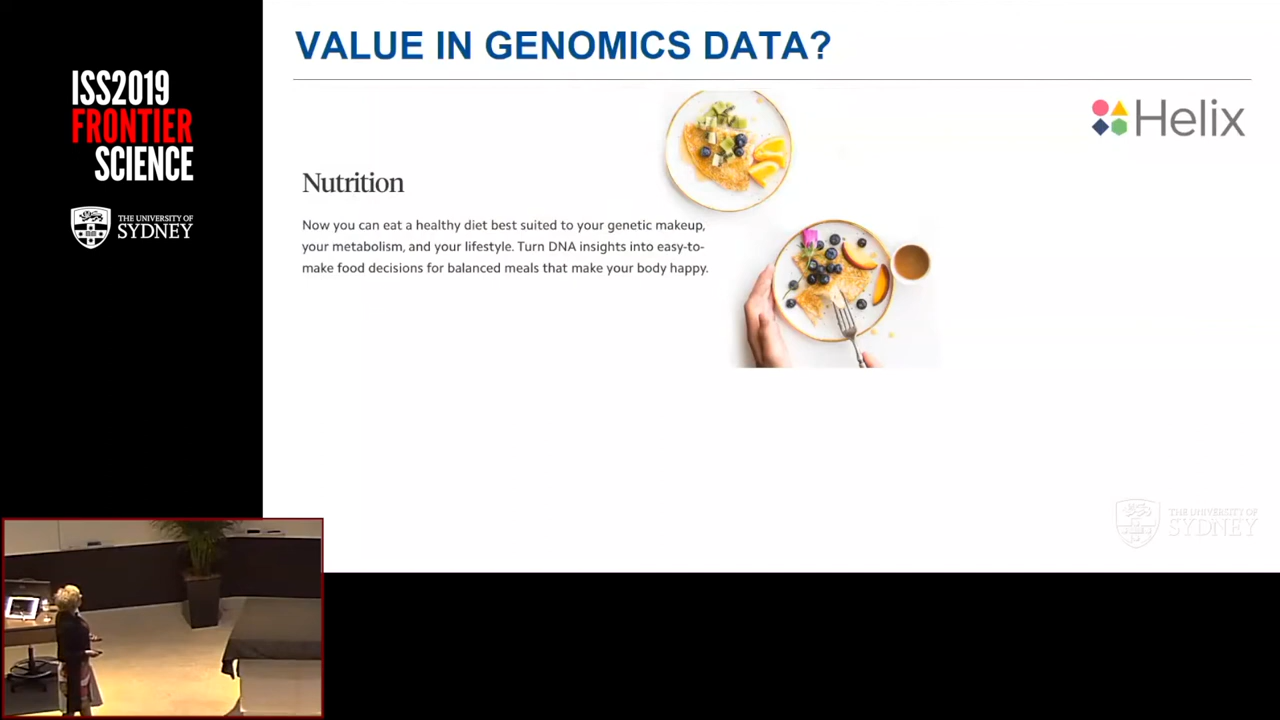 VALUE IN GENOMICS DATA?
ISS2019
FRONTIER
SCIENCE
THE UNIVERSITY OF
SYDNEY
Helix
Nutrition
Now you can eat a healthy diet best suited to your genetic makeup,
your metabolism, and your lifestyle. Turn DNA insights into easy-to-
make food decisions for balanced meals that make your body happy.
THE UNIVERSITY OF
SYDNEY